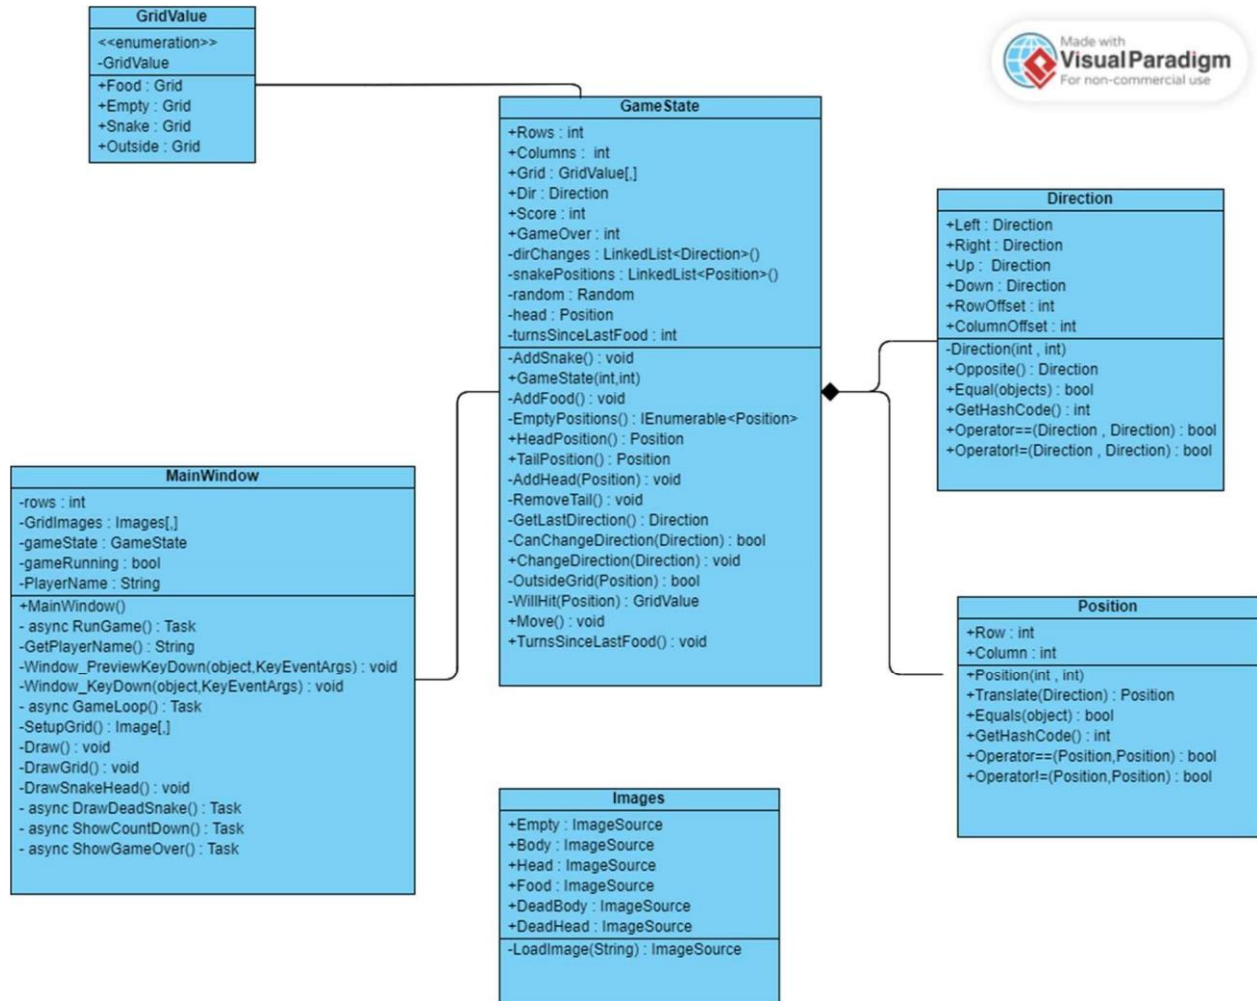 GridValue
<<enumeration>>
-GridValue
+Food : Grid
+Empty : Grid
+Snake : Grid
+Outside : Grid
Made with
Visual Paradigm
For non-commercial use
GameState
+Rows : int
+Columns : int
+Grid : GridValue[,]
+Dir : Direction
+Score : int
+GameOver : int
-dirChanges : LinkedList<Direction>()
-snakePositions : LinkedList<Position>()
-random : Random
-head : Position
-turnsSinceLastFood : int
-AddSnake() : void
+GameState(int,int)
-AddFood() : void
-EmptyPositions() : IEnumerable<Position>
+HeadPosition() : Position
+TailPosition() : Position
-AddHead(Position) : void
-RemoveTail() : void
-GetLastDirection() : Direction
-CanChangeDirection(Direction) : bool
+ChangeDirection(Direction) : void
-OutsideGrid(Position) : bool
-WillHit(Position) : GridValue
+Move() : void
+TurnsSinceLastFood() : void
Direction
+Left : Direction
+Right : Direction
+Up : Direction
+Down : Direction
+RowOffset : int
+ColumnOffset : int
-Direction(int , int)
+Opposite() : Direction
+Equal(objects) : bool
+GetHashCode() : int
+Operator==(Direction , Direction) : bool
+Operator!=(Direction , Direction) : bool
MainWindow
-rows : int
-GridImages : Images[,]
-gameState : GameState
-gameRunning : bool
-PlayerName : String
+MainWindow()
- async RunGame() : Task
-GetPlayerName() : String
-Window_PreviewKeyDown(object,KeyEventArgs) : void
-Window_KeyDown(object,KeyEventArgs) : void
- async GameLoop() : Task
-SetupGrid() : Image[,]
-Draw() : void
-DrawGrid() : void
-DrawSnakeHead() : void
- async DrawDeadSnake() : Task
- async ShowCountDown() : Task
- async ShowGameOver() : Task
Position
+Row : int
+Column : int
+Position(int , int)
+Translate(Direction) : Position
+Equals(object) : bool
+GetHashCode() : int
+Operator==(Position,Position) : bool
+Operator!=(Position,Position) : bool
Images
+Empty : ImageSource
+Body : ImageSource
+Head : ImageSource
+Food : ImageSource
+DeadBody : ImageSource
+DeadHead : ImageSource
-LoadImage(String) : ImageSource